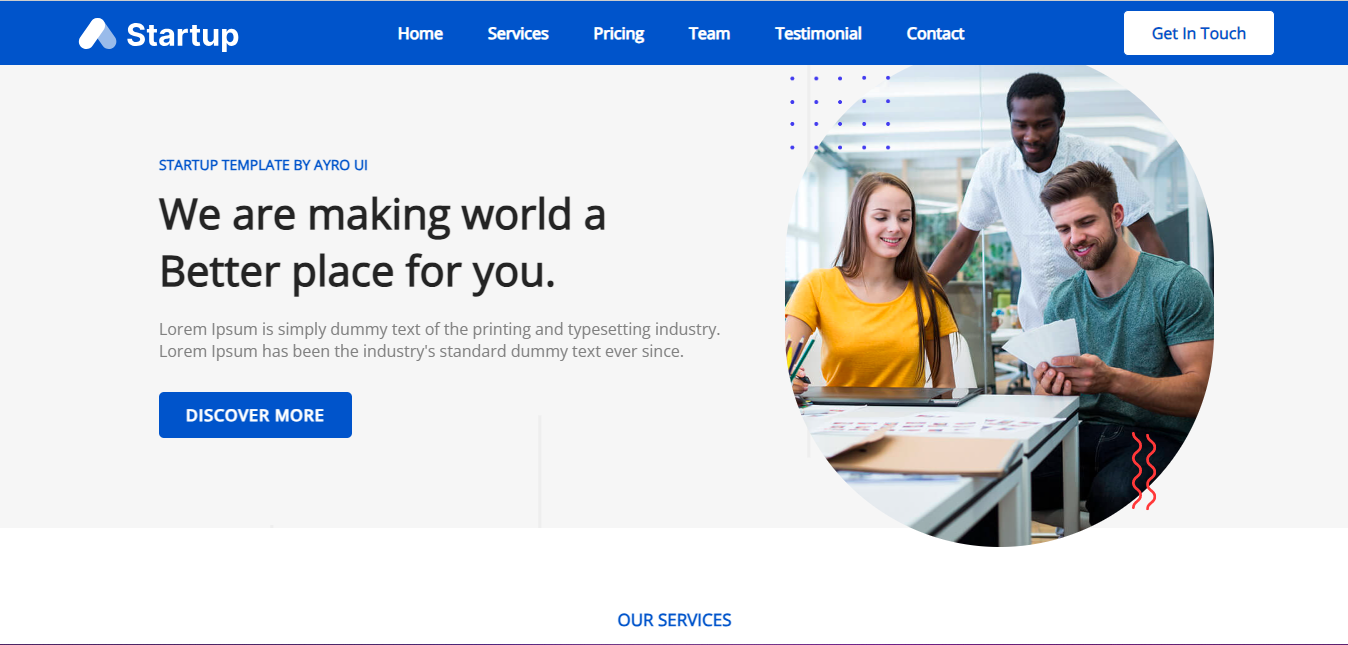 Startup
Home Services Pricing Team Testimonial Contact
Get In Touch
STARTUP TEMPLATE BY AYRO UI
We are making world a
Better place for you.
Lorem Ipsum is simply dummy text of the printing and typesetting industry.
Lorem Ipsum has been the industry's standard dummy text ever since.
DISCOVER MORE
OUR SERVICES